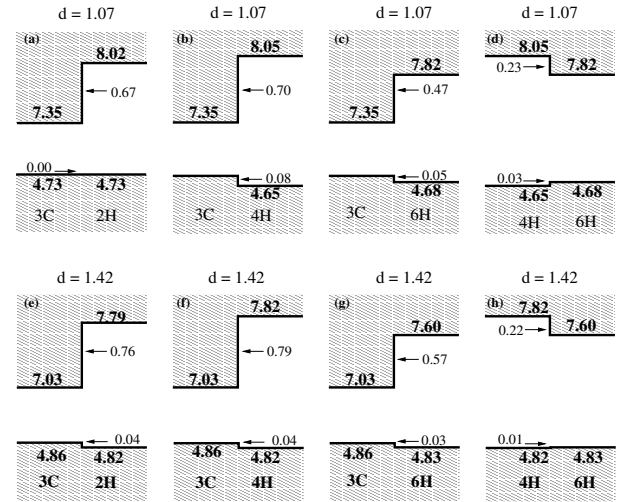 d = 1.07 d = 1.07 d = 1.07 d = 1.07
(a) 8.02
7.35 0.67
0.00
4.73 4.73
3C 2H
(b) 8.05
7.35 0.70
0.08
4.65
3C 4H
(c) 7.82
7.35 0.47
0.05
4.68
3C 6H
(d) 8.05
0.23 7.82
0.03
4.65 4.68
4H 6H
d = 1.42 d = 1.42 d = 1.42 d = 1.42
(e) 7.79
0.76
7.03
0.04
4.86 4.82
3C 2H
(f) 7.82
0.79
7.03
0.04
4.86 4.82
3C 4H
(g) 7.60
0.57
7.03
0.03
4.86 4.83
3C 6H
(h) 7.82
0.22 7.60
0.01
4.82 4.83
4H 6H